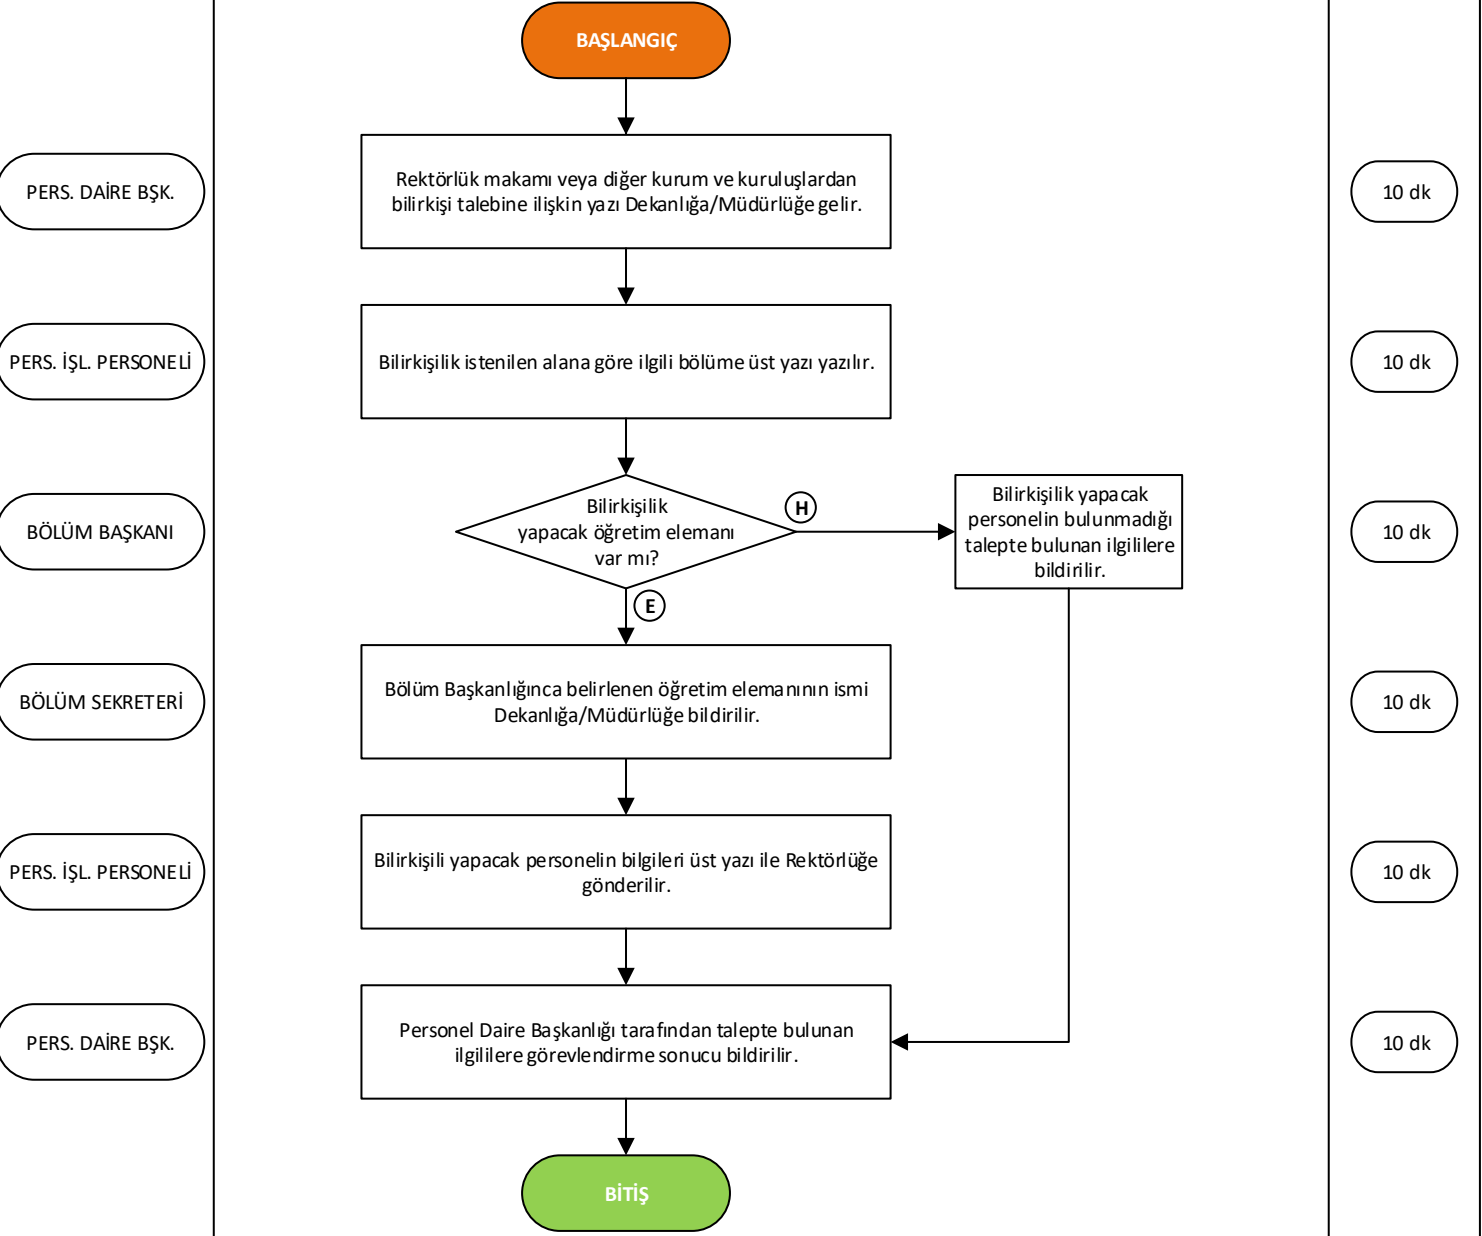 BAŞLANGIÇ
PERS. DAİRE BŞK.
Rektörlük makamı veya diğer kurum ve kuruluşlardan
bilirkişi talebine ilişkin yazı Dekanlığa/Müdürlüğe gelir.
10 dk
PERS. İŞL. PERSONELİ
Bilirkişilik istenilen alana göre ilgili bölüme üst yazı yazılır.
10 dk
BÖLÜM BAŞKANI
Bilirkişilik
yapacak öğretim elemanı
var mı?
H
Bilirkişilik yapacak
personelin bulunmadığı
talepte bulunan ilgililere
bildirilir.
10 dk
E
BÖLÜM SEKRETERİ
Bölüm Başkanlığınca belirlenen öğretim elemanının ismi
Dekanlığa/Müdürlüğe bildirilir.
10 dk
PERS. İŞL. PERSONELİ
Bilirkişili yapacak personelin bilgileri üst yazı ile Rektörlüğe
gönderilir.
10 dk
PERS. DAİRE BŞK.
Personel Daire Başkanlığı tarafından talepte bulunan
ilgililere görevlendirme sonucu bildirilir.
10 dk
BİTİŞ